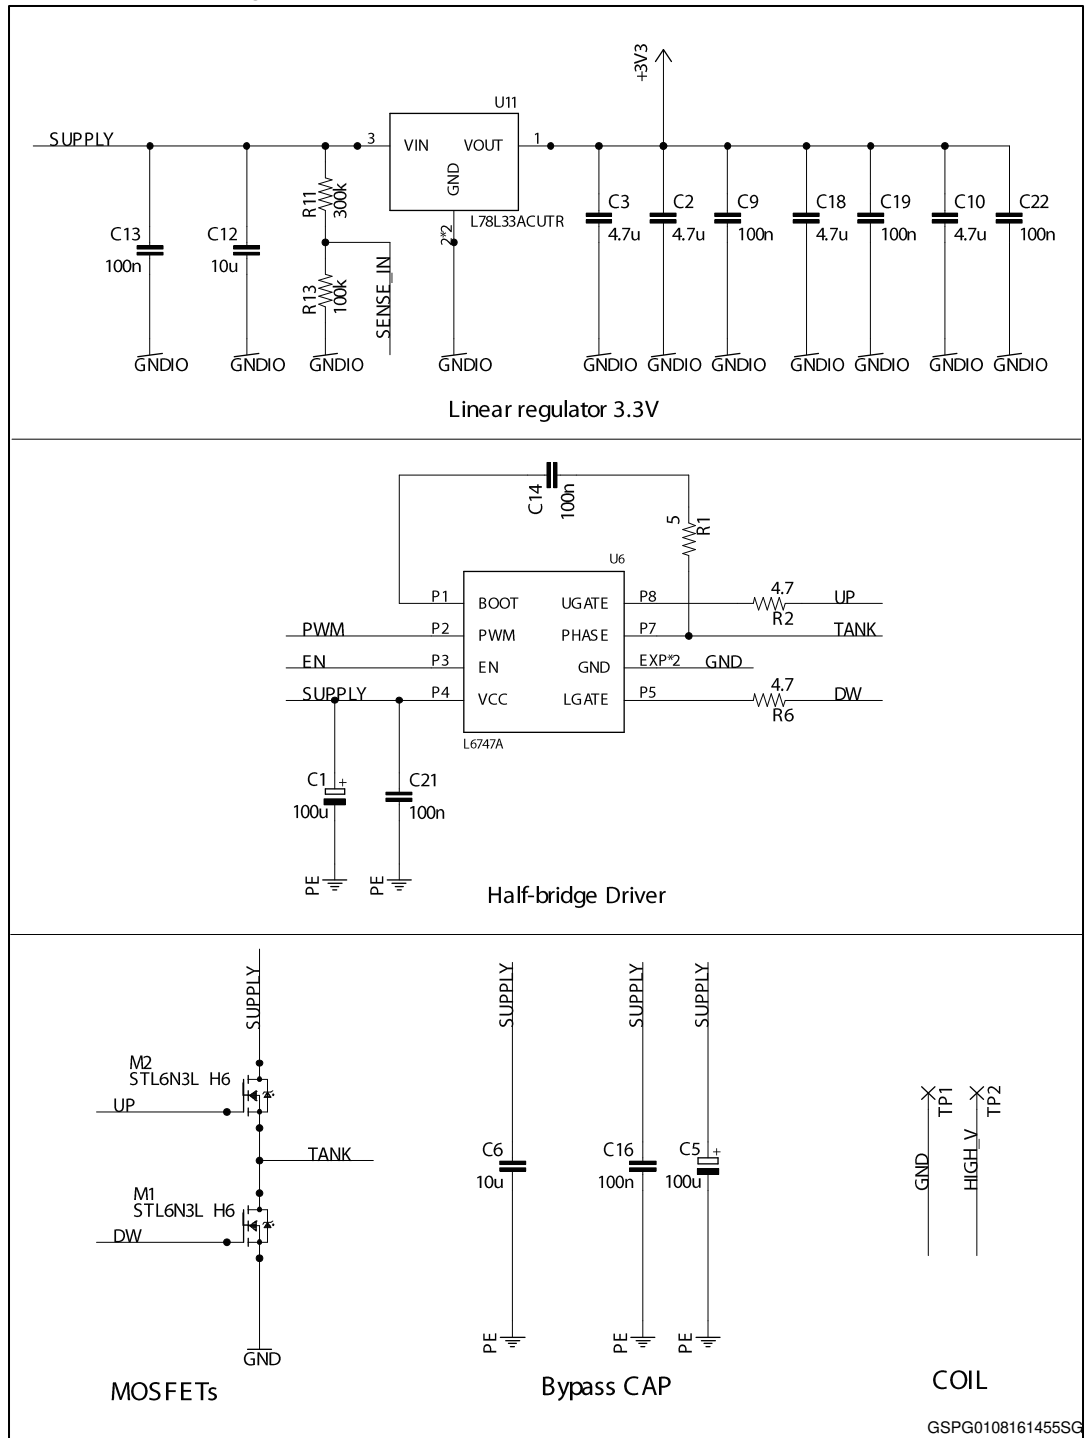 +3V3
U11
SUPPLY
3
VIN
VOUT
GND
1
2*2
L78L33ACUTR
R11
300k
C3
4.7u
C2
4.7u
C9
100n
C18
4.7u
C19
100n
C10
4.7u
C22
100n
C13
100n
C12
10u
R13
100k
SENSE_IN
GNDIO
GNDIO
GNDIO
GNDIO
GNDIO
GNDIO
GNDIO
GNDIO
GNDIO
GNDIO
GNDIO
Linear regulator 3.3V
C14
100n
5
R1
U6
P1
BOOT
UGATE
P8
4.7
R2
UP
PWM
P2
PWM
PHASE
P7
TANK
EN
P3
EN
GND
EXP*2
GND
SUPPLY
P4
VCC
LGATE
P5
4.7
R6
DW
L6747A
C1
+
100u
C21
100n
PE
PE
Half-bridge Driver
SUPPLY
M2
STL6N3L H6
UP
TANK
M1
STL6N3L H6
DW
GND
MOSFETs
SUPPLY
SUPPLY
SUPPLY
C6
10u
C16
100n
C5
+
100u
PE
PE
PE
Bypass CAP
TP1
TP2
GND
HIGH_V
COIL
GSPG0108161455SG